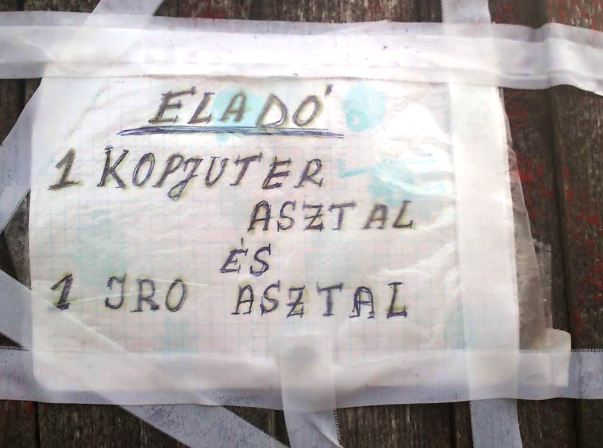 ELADÓ
1 KOPJUTER
ASZTAL
ÉS
1 IRO ASZTAL